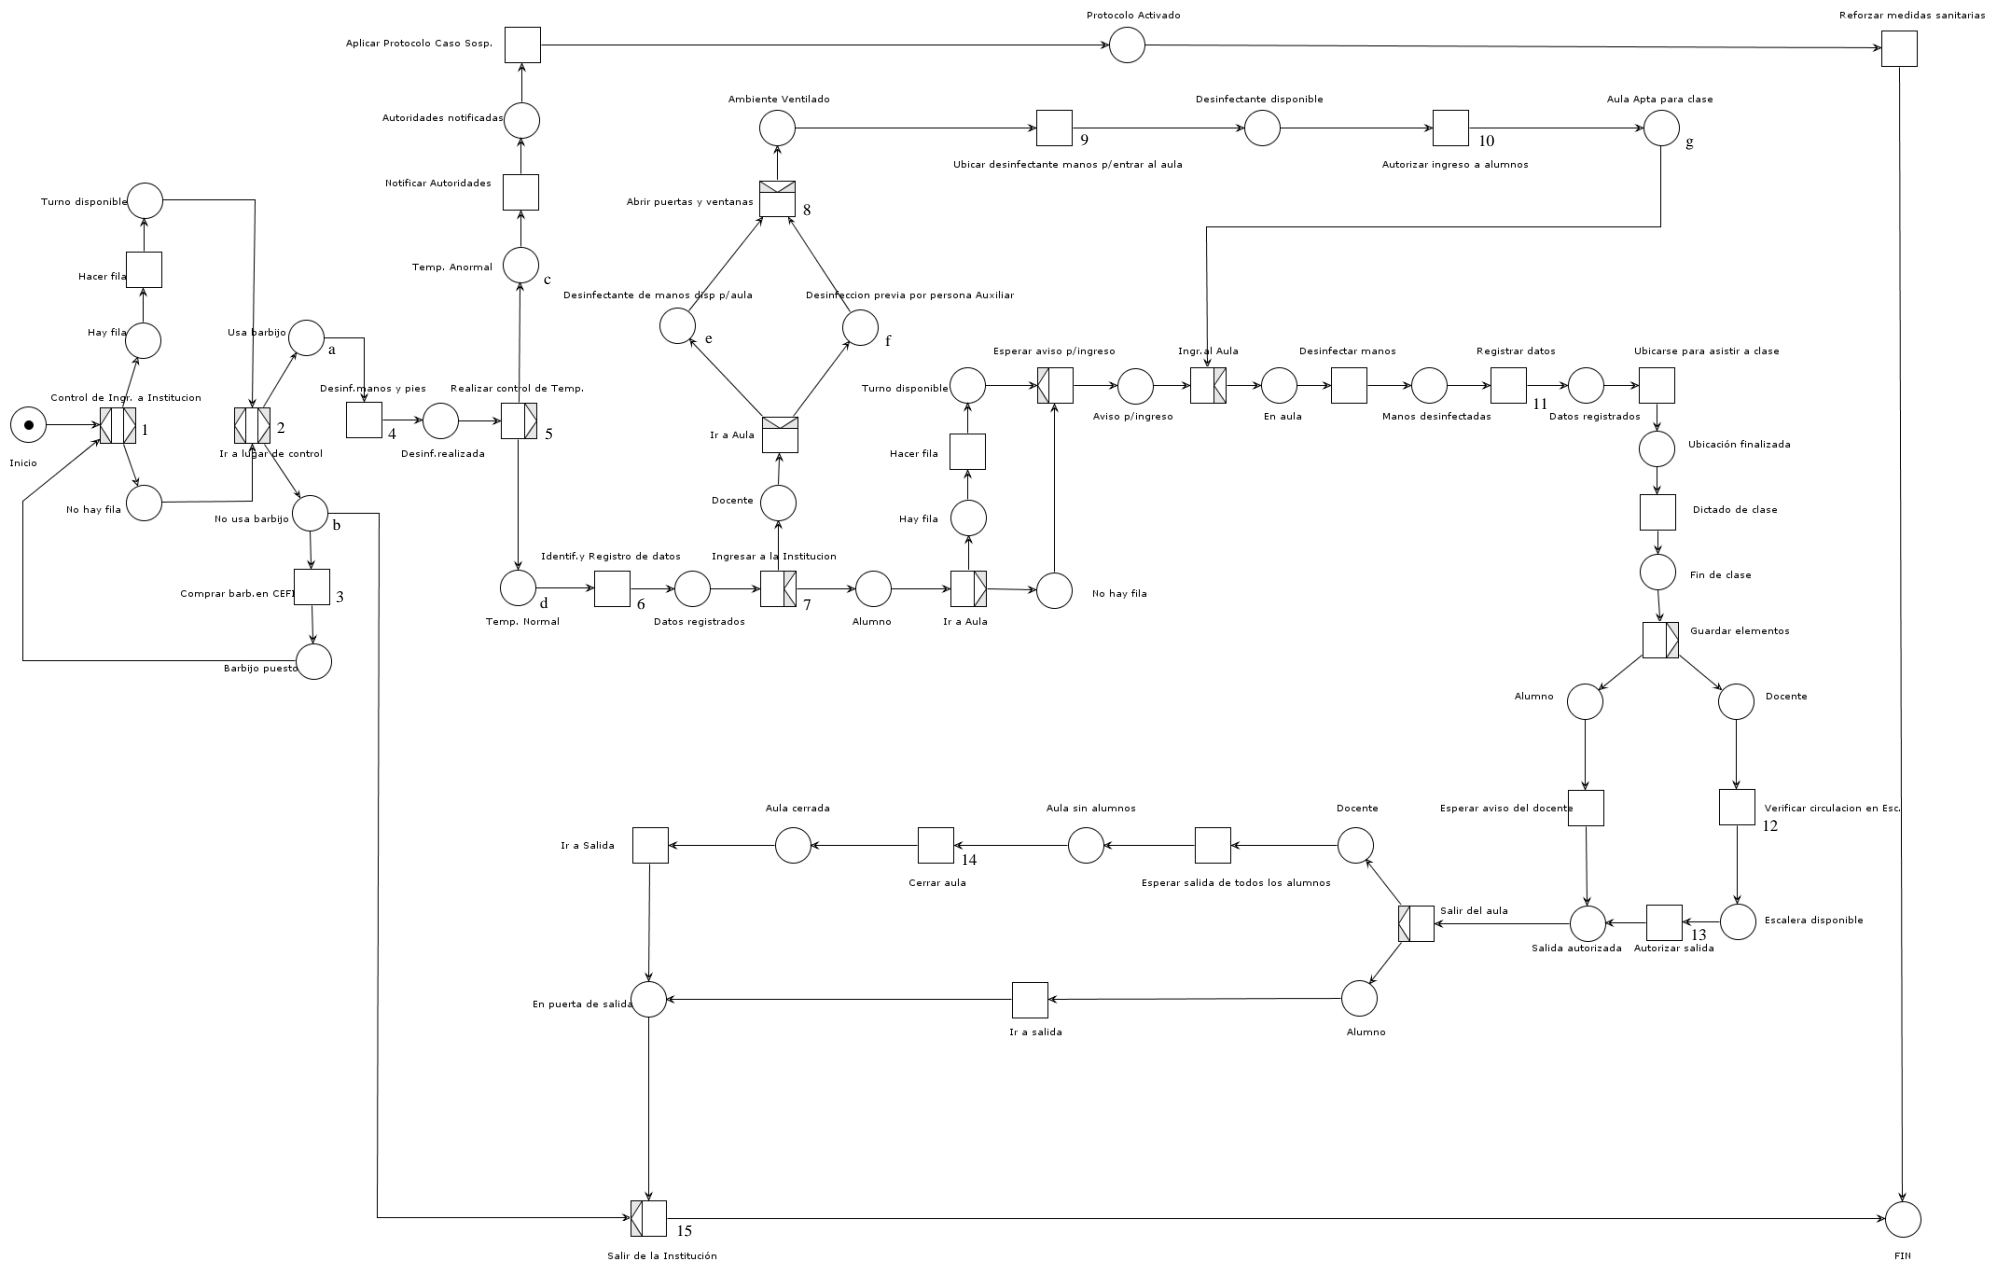 Protocolo Activado
Reforzar medidas sanitarias
Aplicar Protocolo Caso Sosp.
Ambiente Ventilado
Desinfectante disponible
Aula Apta para clase
Autoridades notificadas
9
10
g
Ubicar desinfectante manos p/entrar al aula
Autorizar ingreso a alumnos
Notificar Autoridades
Turno disponible
Abrir puertas y ventanas
8
Temp. Anormal
c
Hacer fila
Desinfectante de manos disp p/aula
Desinfeccion previa por persona Auxiliar
Hay fila
Usa barbijo
a
e
f
Esperar aviso p/ingreso
Ingr.al Aula
Desinfectar manos
Registrar datos
Ubicarse para asistir a clase
Control de Ingr. a Institucion
Desinf.manos y pies
Realizar control de Temp.
Turno disponible
11
Aviso p/ingreso
En aula
Manos desinfectadas
Datos registrados
1
2
4
5
Ir a Aula
Ubicación finalizada
Inicio
Ir a lugar de control
Desinf.realizada
Hacer fila
No hay fila
No usa barbijo
b
Docente
Hay fila
Dictado de clase
Identif.y Registro de datos
Ingresar a la Institucion
Fin de clase
Comprar barb.en CEFI
3
d
6
7
No hay fila
Temp. Normal
Datos registrados
Alumno
Ir a Aula
Guardar elementos
Barbijo puesto
Alumno
Docente
Aula cerrada
Aula sin alumnos
Docente
Esperar aviso del docente
Verificar circulacion en Esc.
12
Ir a Salida
14
Cerrar aula
Esperar salida de todos los alumnos
Salir del aula
Escalera disponible
13
Salida autorizada
Autorizar salida
En puerta de salida
Ir a salida
Alumno
15
Salir de la Institución
FIN